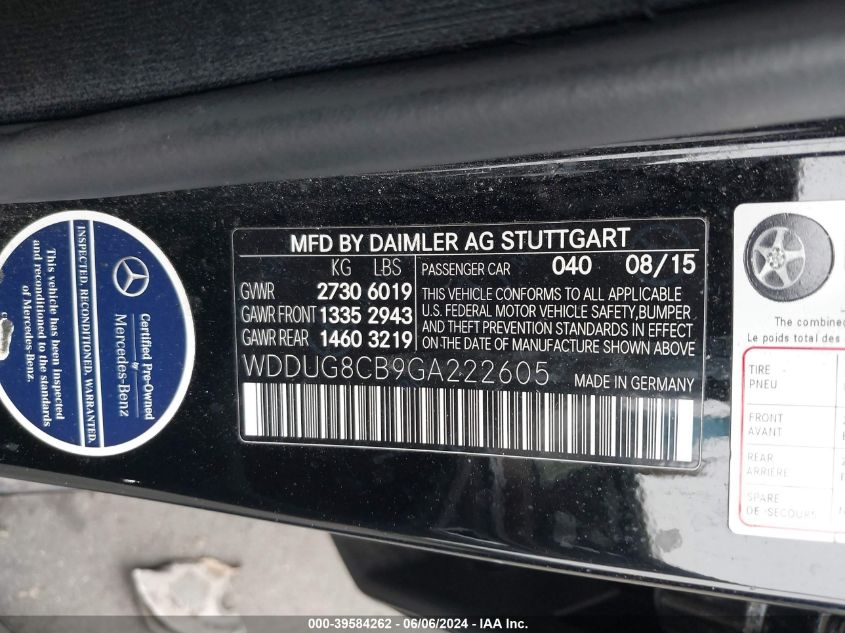 This vehicle has been inspected
and reconditioned to the standards
of Mercedes-Benz.
INSPECTED. RECONDITIONED. WARRANTED.
Certified Pre-Owned
by
Mercedes-Benz
MFD BY DAIMLER AG STUTTGART
KG LBS
GVWR 2730 6019
GAWR FRONT 1335 2943
GAWR REAR 1460 3219
PASSENGER CAR 040 08/15
THIS VEHICLE CONFORMS TO ALL APPLICABLE
U.S. FEDERAL MOTOR VEHICLE SAFETY,BUMPER,
AND THEFT PREVENTION STANDARDS IN EFFECT
ON THE DATE OF MANUFACTURE SHOWN ABOVE
WDDUG8CB9GA222605 MADE IN GERMANY
The combined
Le poids total des
TIRE
PNEU
FRONT
AVANT
REAR
ARRIERE
SPARE
DE SECOURS
000-39584262 - 06/06/2024 - IAA Inc.